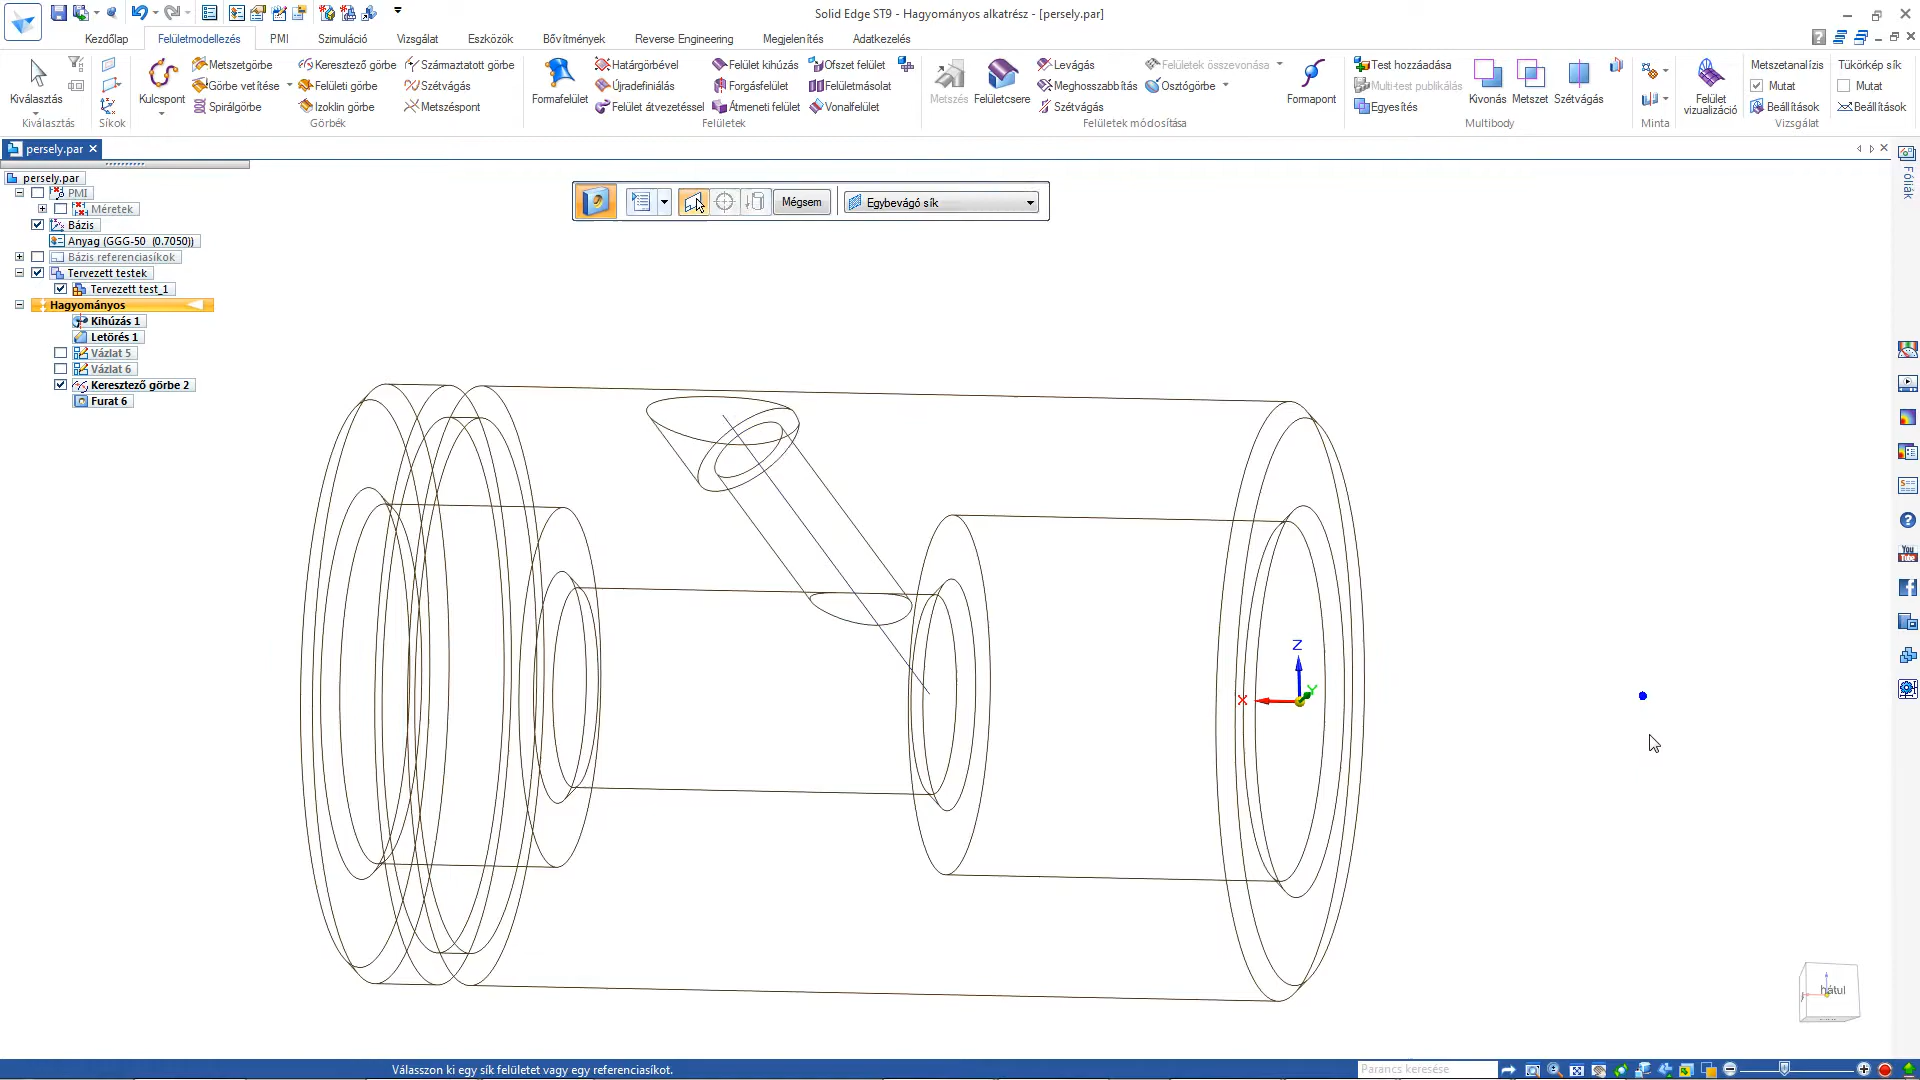 Solid Edge ST9 - Hagyományos alkatrész - [persely.par]
Kezdőlap Felületmodellezés PMI Szimuláció Vizsgálat Eszközök Bővítmények Reverse Engineering Megjelenítés Adatkezelés
Metszetgörbe Keresztező görbe Származtatott görbe Határgörbével Felület kihúzás Ofszet felület Levágás Felületek összevonása Test hozzáadása Metszetanalízis Tükörkép sík
Görbe vetítése Felületi görbe Szétvágás Újradefiniálás Forgásfelület Felületmásolat Meghosszabbítás Osztógörbe Multi-test publikálás Mutat Mutat
Kiválasztás Kulcspont Formafelület Metszés Felületcsere Formapont Kivonás Metszet Szétvágás Felület vizualizáció
Spirálgörbe Izoklin görbe Metszéspont Felület átvezetéssel Átmeneti felület Vonalfelület Szétvágás Egyesítés Beállítások Beállítások
Kiválasztás Síkok Görbék Felületek Felületek módosítása Multibody Minta Vizsgálat
persely.par
persely.par
PMI
Méretek
Bázis
Anyag (GGG-50 (0.7050))
Bázis referenciasíkok
Tervezett testek
Tervezett test_1
Hagyományos
Kihúzás 1
Letörés 1
Vázlat 5
Vázlat 6
Keresztező görbe 2
Furat 6
Mégsem Egybevágó sík
Fóliák
You Tube
Z
X Y
hátul
Válasszon ki egy sík felületet vagy egy referenciasíkot. Parancs keresése